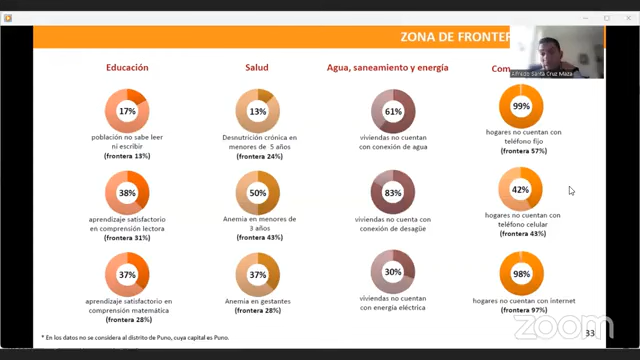 ZONA DE FRONTER
Alfredo Santa Cruz Maza
Educación
Salud
Agua, saneamiento y energía
Com
17%
población no sabe leer
ni escribir
(frontera 13%)
13%
Desnutrición crónica en
menores de 5 años
(frontera 24%)
61%
viviendas no cuentan
con conexión de agua
99%
hogares no cuentan con
teléfono fijo
(frontera 57%)
38%
aprendizaje satisfactorio
en comprensión lectora
(frontera 31%)
50%
Anemia en menores de
3 años
(frontera 43%)
83%
viviendas no cuenta con
conexión de desagüe
42%
hogares no cuentan con
teléfono celular
(frontera 43%)
37%
aprendizaje satisfactorio en
comprensión matemática
(frontera 28%)
37%
Anemia en gestantes
(frontera 28%)
30%
viviendas no cuentan
con energía eléctrica
98%
hogares no cuentan con internet
(frontera 97%)
* En los datos no se considera al distrito de Puno, cuya capital es Puno.
33
zoom